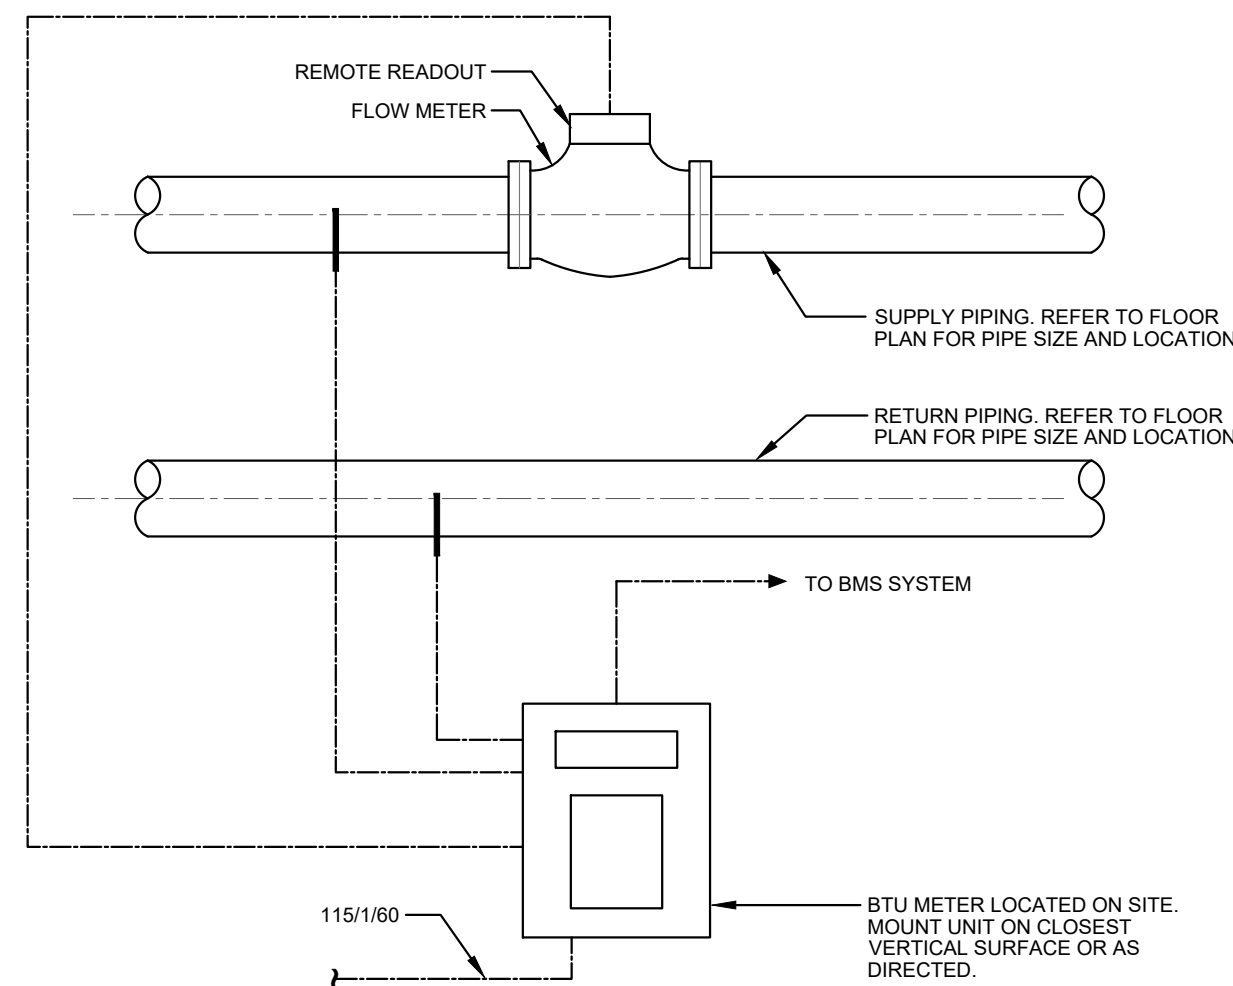 REMOTE READOUT
FLOW METER
SUPPLY PIPING. REFER TO FLOOR
PLAN FOR PIPE SIZE AND LOCATION
RETURN PIPING. REFER TO FLOOR
PLAN FOR PIPE SIZE AND LOCATION
TO BMS SYSTEM
115/1/60
BTU METER LOCATED ON SITE.
MOUNT UNIT ON CLOSEST
VERTICAL SURFACE OR AS
DIRECTED.